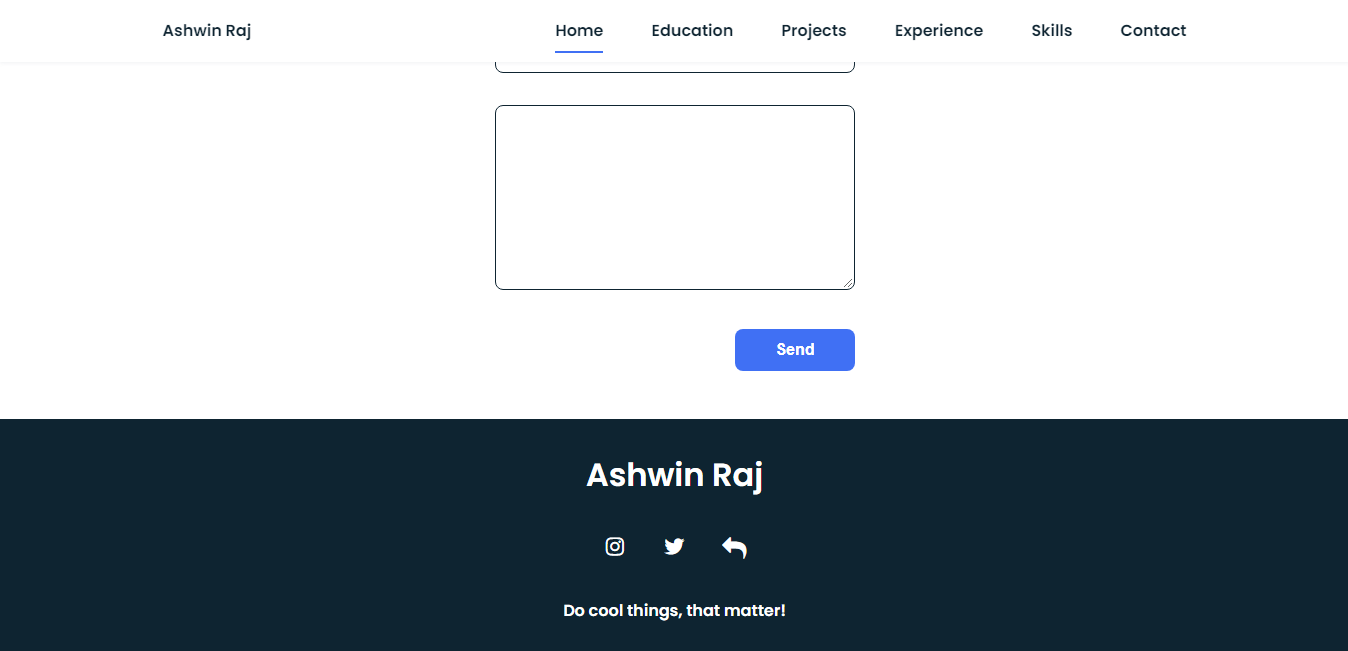 Ashwin Raj Home Education Projects Experience Skills Contact
Send
Ashwin Raj
Do cool things, that matter!